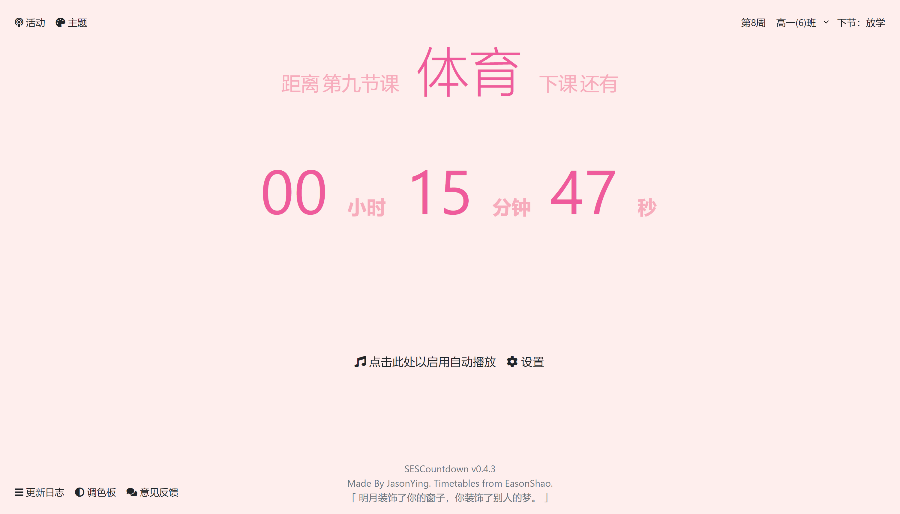 活动 主题 第8周 高一(6)班 下节：放学
距离第九节课 体育 下课还有
00 小时 15 分钟 47 秒
点击此处以启用自动播放 设置
SESCountdown v0.4.3
Made By JasonYing. Timetables from EasonShao.
「 明月装饰了你的窗子，你装饰了别人的梦。 」
更新日志 调色板 意见反馈